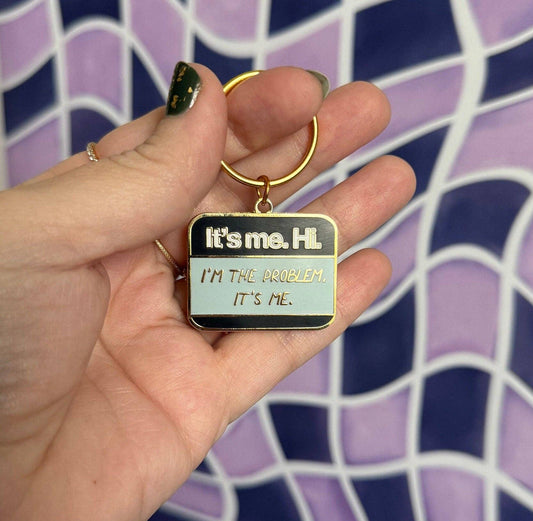 It's me. Hi.
I'M THE PROBLEM.
IT'S ME.